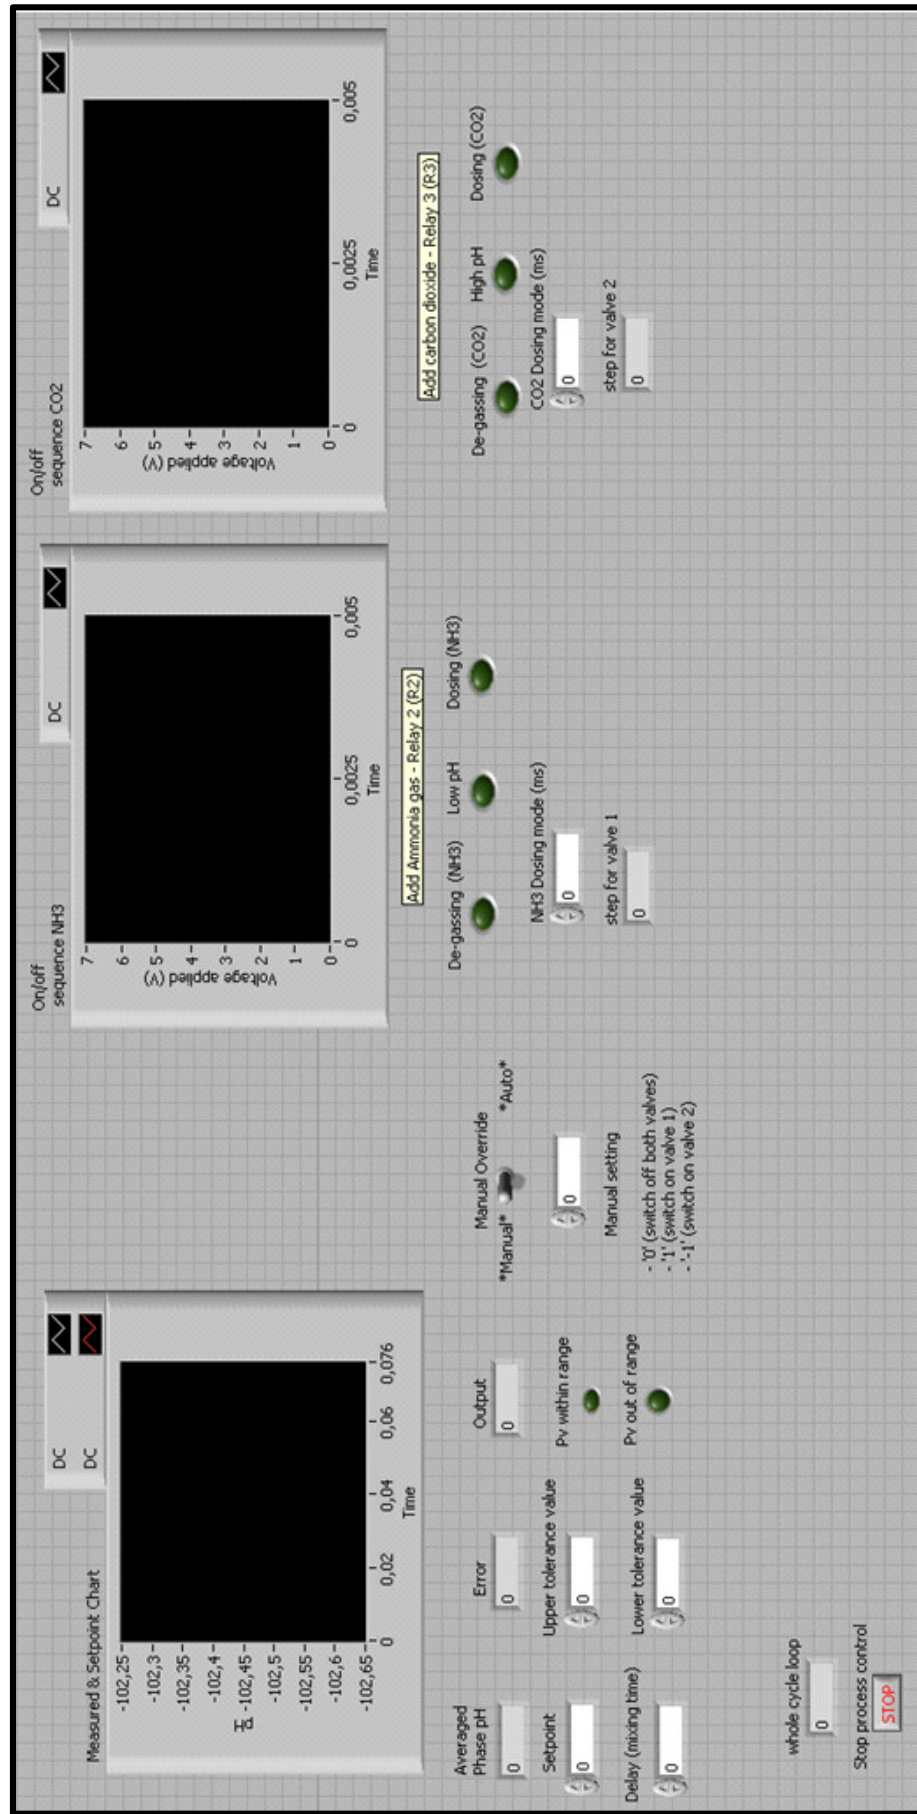 Measured & Setpoint Chart
DC
DC
-102,25
-102,3
-102,35
-102,4
-102,45
-102,5
-102,55
-102,6
-102,65
pH
0
0,02
0,04
0,06
0,076
Time
Averaged
Phase pH
0
Error
0
Output
0
Setpoint
0
Upper tolerance value
0
Pv within range
Delay (mixing time)
0
Lower tolerance value
0
Pv out of range
whole cycle loop
0
Stop process control
STOP
Manual Override
*Manual*
*Auto*
0
Manual setting
- '0' (switch off both valves)
- '1' (switch on valve 1)
- '-1' (switch on valve 2)
On/off
sequence NH3
DC
7
6
5
4
3
2
1
0
Voltage applied (V)
0
0,0025
0,005
Time
Add Ammonia gas - Relay 2 (R2)
De-gassing (NH3)
Low pH
Dosing (NH3)
NH3 Dosing mode (ms)
0
step for valve 1
0
On/off
sequence CO2
DC
7
6
5
4
3
2
1
0
Voltage applied (V)
0
0,0025
0,005
Time
Add carbon dioxide - Relay 3 (R3)
De-gassing (CO2)
High pH
Dosing (CO2)
CO2 Dosing mode (ms)
0
step for valve 2
0